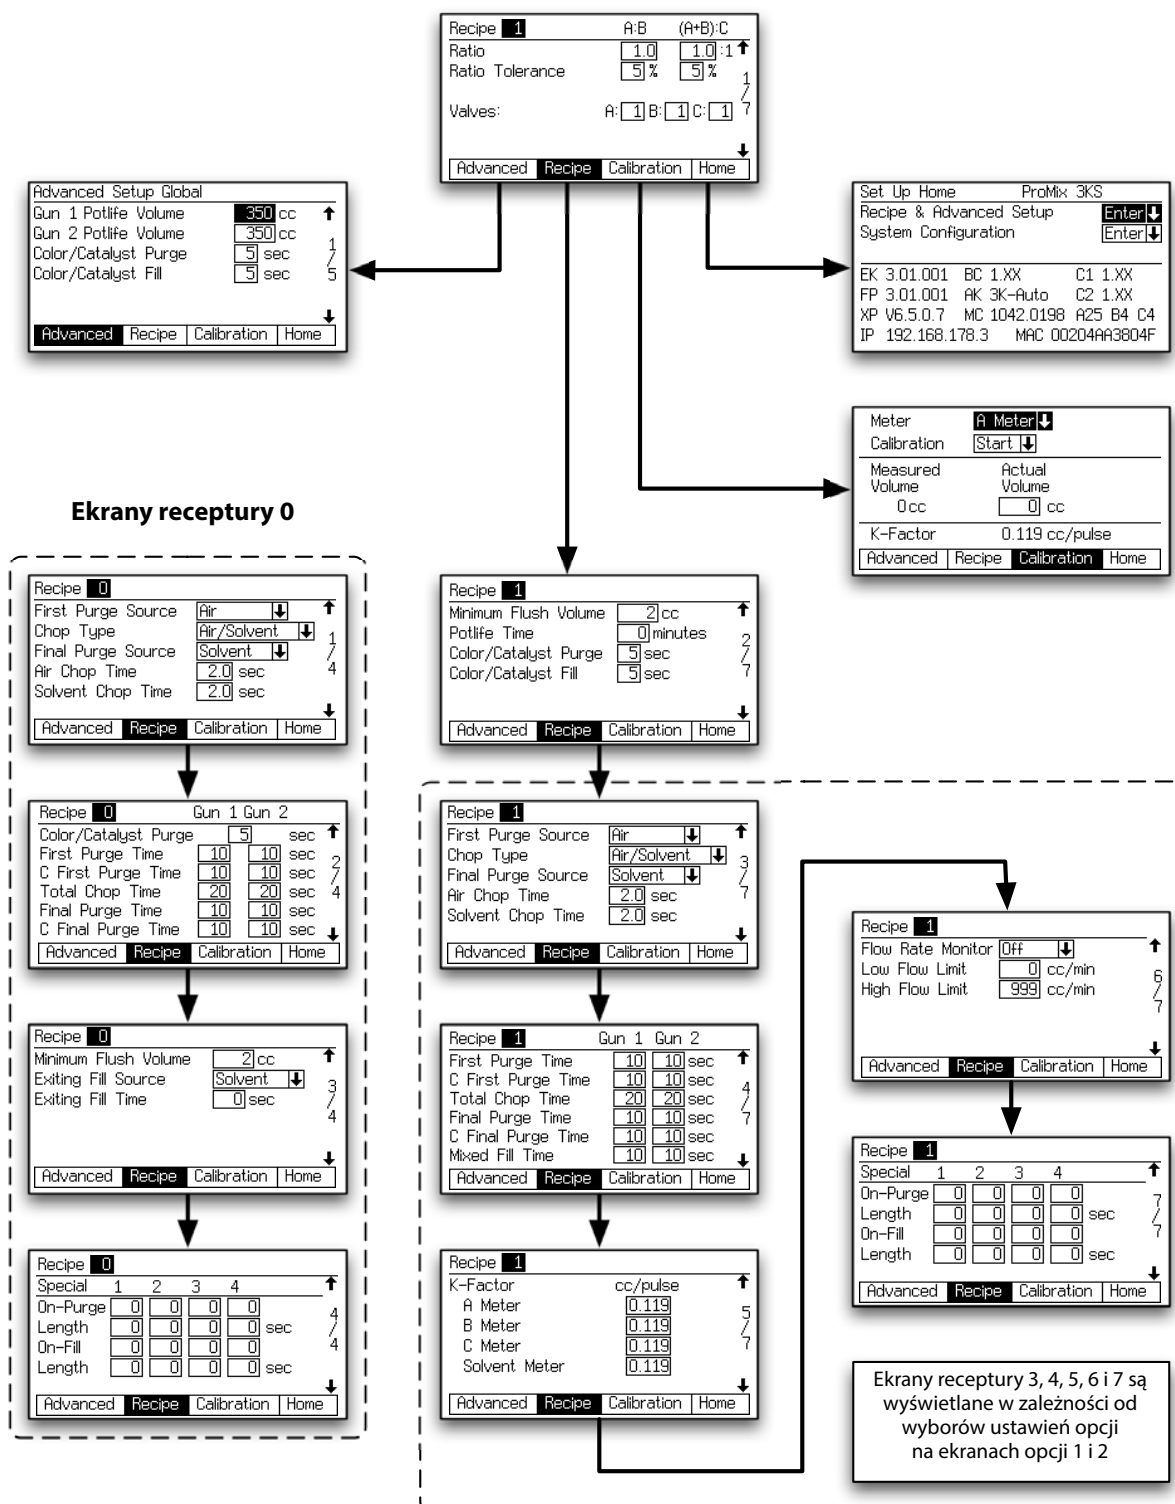 Recipe 1 A:B (A+B):C
Ratio 1.0 1.0 :1
Ratio Tolerance 5 % 5 %
1
/
7
Valves: A: 1 B: 1 C: 1
Advanced Recipe Calibration Home
Advanced Setup Global
Gun 1 Potlife Volume 350 cc
Gun 2 Potlife Volume 350 cc
Color/Catalyst Purge 5 sec
Color/Catalyst Fill 5 sec
1
/
5
Advanced Recipe Calibration Home
Set Up Home ProMix 3KS
Recipe & Advanced Setup Enter
System Configuration Enter
EK 3.01.001 BC 1.XX C1 1.XX
FP 3.01.001 AK 3K-Auto C2 1.XX
XP V6.5.0.7 MC 1042.0198 A25 B4 C4
IP 192.168.178.3 MAC 00204AA3804F
Meter A Meter
Calibration Start
Measured Actual
Volume Volume
0 cc 0 cc
K-Factor 0.119 cc/pulse
Advanced Recipe Calibration Home
Ekrany receptury 0
Recipe 0
First Purge Source Air
Chop Type Air/Solvent
Final Purge Source Solvent
Air Chop Time 2.0 sec
Solvent Chop Time 2.0 sec
1
/
4
Advanced Recipe Calibration Home
Recipe 0 Gun 1 Gun 2
Color/Catalyst Purge 5 sec
First Purge Time 10 10 sec
C First Purge Time 10 10 sec
Total Chop Time 20 20 sec
Final Purge Time 10 10 sec
C Final Purge Time 10 10 sec
2
/
4
Advanced Recipe Calibration Home
Recipe 0
Minimum Flush Volume 2 cc
Exiting Fill Source Solvent
Exiting Fill Time 0 sec
3
/
4
Advanced Recipe Calibration Home
Recipe 0
Special 1 2 3 4
On-Purge 0 0 0 0
Length 0 0 0 0 sec
On-Fill 0 0 0 0
Length 0 0 0 0 sec
4
/
4
Advanced Recipe Calibration Home
Recipe 1
Minimum Flush Volume 2 cc
Potlife Time 0 minutes
Color/Catalyst Purge 5 sec
Color/Catalyst Fill 5 sec
2
/
7
Advanced Recipe Calibration Home
Recipe 1
First Purge Source Air
Chop Type Air/Solvent
Final Purge Source Solvent
Air Chop Time 2.0 sec
Solvent Chop Time 2.0 sec
3
/
7
Advanced Recipe Calibration Home
Recipe 1 Gun 1 Gun 2
First Purge Time 10 10 sec
C First Purge Time 10 10 sec
Total Chop Time 20 20 sec
Final Purge Time 10 10 sec
C Final Purge Time 10 10 sec
Mixed Fill Time 10 10 sec
4
/
7
Advanced Recipe Calibration Home
Recipe 1
K-Factor cc/pulse
A Meter 0.119
B Meter 0.119
C Meter 0.119
Solvent Meter 0.119
5
/
7
Advanced Recipe Calibration Home
Recipe 1
Flow Rate Monitor Off
Low Flow Limit 0 cc/min
High Flow Limit 999 cc/min
6
/
7
Advanced Recipe Calibration Home
Recipe 1
Special 1 2 3 4
On-Purge 0 0 0 0
Length 0 0 0 0 sec
On-Fill 0 0 0 0
Length 0 0 0 0 sec
7
/
7
Advanced Recipe Calibration Home
Ekrany receptury 3, 4, 5, 6 i 7 są
wyświetlane w zależności od
wyborów ustawień opcji
na ekranach opcji 1 i 2